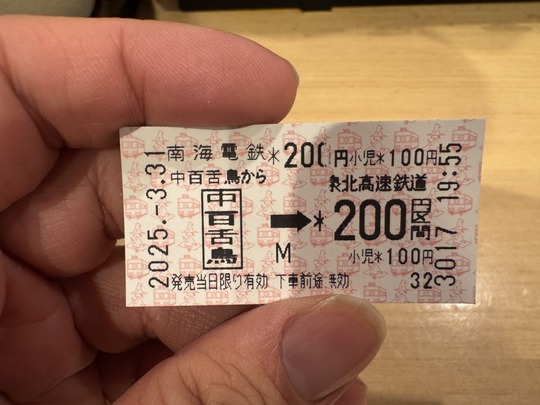 2025.-3.31
南海電鉄 *200円 小児*100円
中百舌鳥から 泉北高速鉄道
中百舌鳥 ➡ *200円区間
M 小児*100円
発売当日限り有効 下車前途無効 32
3017 19:55